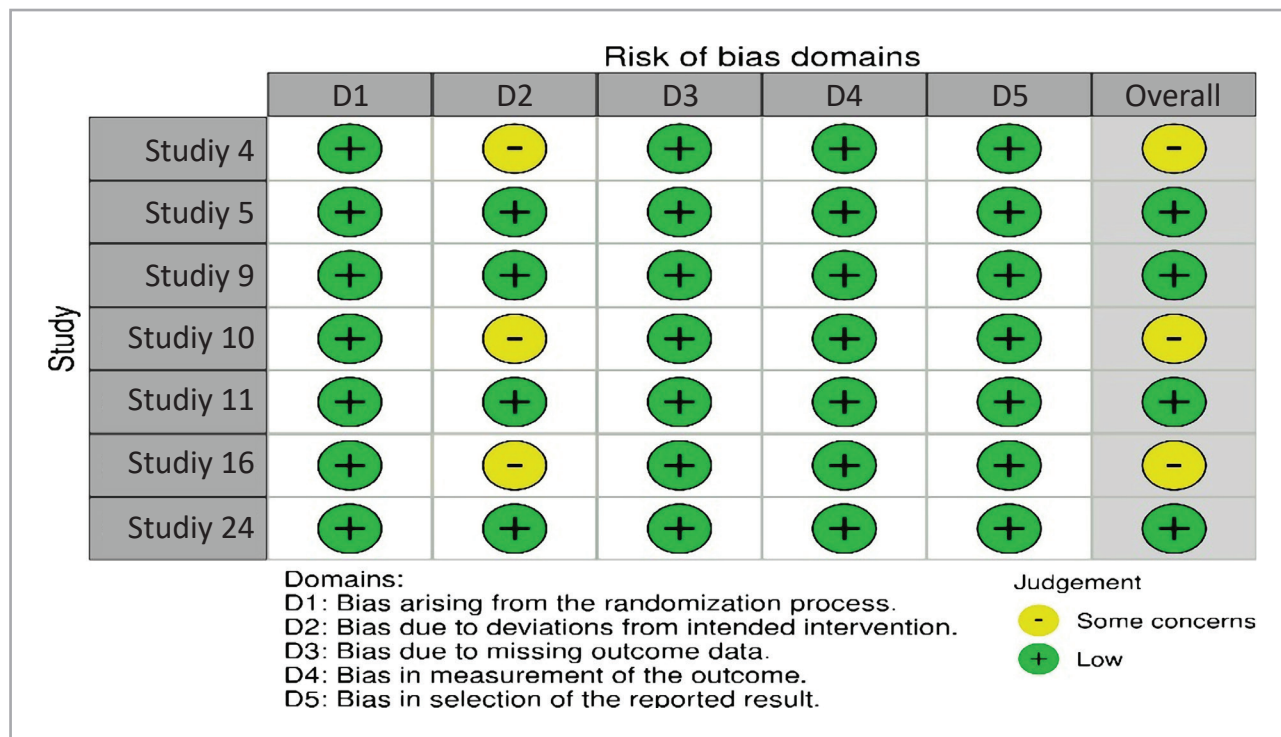 Risk of bias domains
D1 D2 D3 D4 D5 Overall
Study
Studiy 4 + - + + + -
Studiy 5 + + + + + +
Studiy 9 + + + + + +
Studiy 10 + - + + + -
Studiy 11 + + + + + +
Studiy 16 + - + + + -
Studiy 24 + + + + + +
Domains:
D1: Bias arising from the randomization process.
D2: Bias due to deviations from intended intervention.
D3: Bias due to missing outcome data.
D4: Bias in measurement of the outcome.
D5: Bias in selection of the reported result.
Judgement
- Some concerns
+ Low